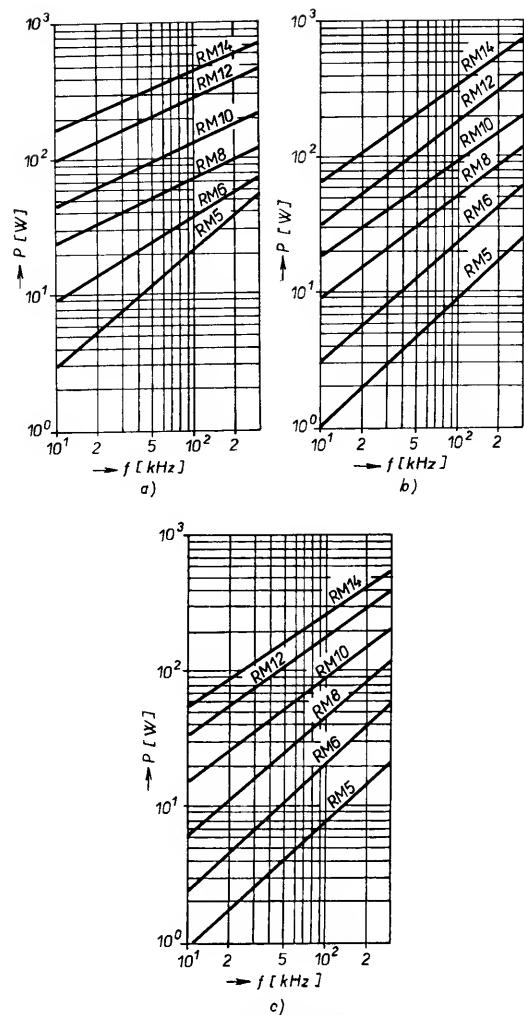 10³
RM14
RM12
RM10
RM8
RM6
RM5
10²
10¹
10⁰
→ P [W]
10¹ 2 5 10² 2
→ f [kHz]
a)
10³
RM14
RM12
RM10
RM8
RM6
RM5
10²
10¹
10⁰
→ P [W]
10¹ 2 5 10² 2
→ f [kHz]
b)
10³
RM14
RM12
RM10
RM8
RM6
RM5
10²
10¹
10⁰
→ P [W]
10¹ 2 5 10² 2
→ f [kHz]
c)